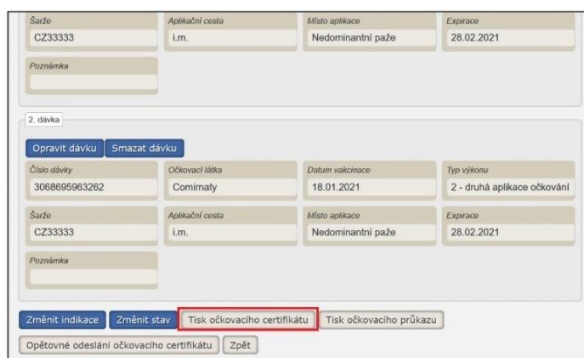 Šarže Aplikační cesta Místo aplikace Expirace
CZ33333 i.m. Nedominantní paže 28.02.2021
Poznámka
2. dávka
Opravit dávku Smazat dávku
Číslo dávky Očkovací látka Datum vakcinace Typ výkonu
3068695963262 Comirnaty 18.01.2021 2 - druhá aplikace očkování
Šarže Aplikační cesta Místo aplikace Expirace
CZ33333 i.m. Nedominantní paže 28.02.2021
Poznámka
Změnit indikace Změnit stav Tisk očkovacího certifikátu Tisk očkovacího průkazu
Opětovné odeslání očkovacího certifikátu Zpět